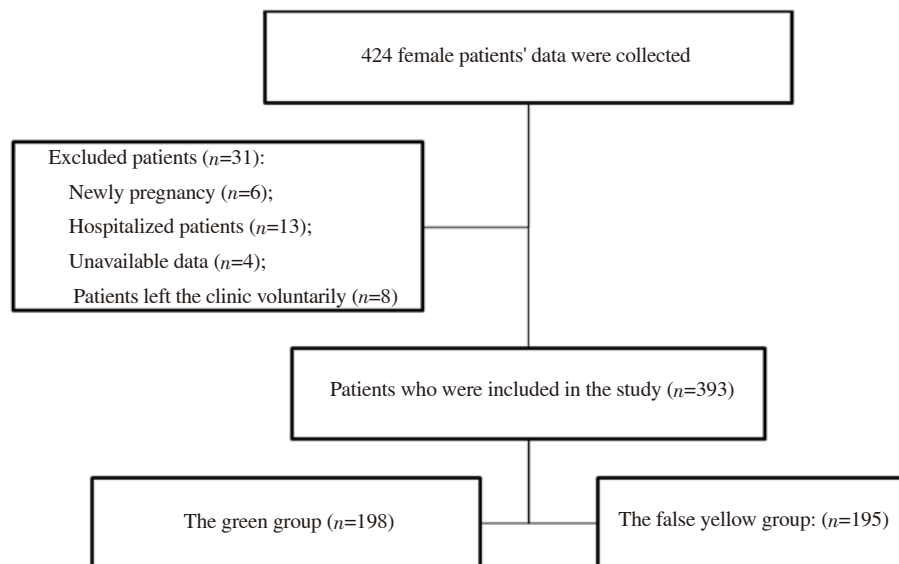 424 female patients' data were collected
Excluded patients (n=31):
Newly pregnancy (n=6);
Hospitalized patients (n=13);
Unavailable data (n=4);
Patients left the clinic voluntarily (n=8)
Patients who were included in the study (n=393)
The green group (n=198)
The false yellow group: (n=195)